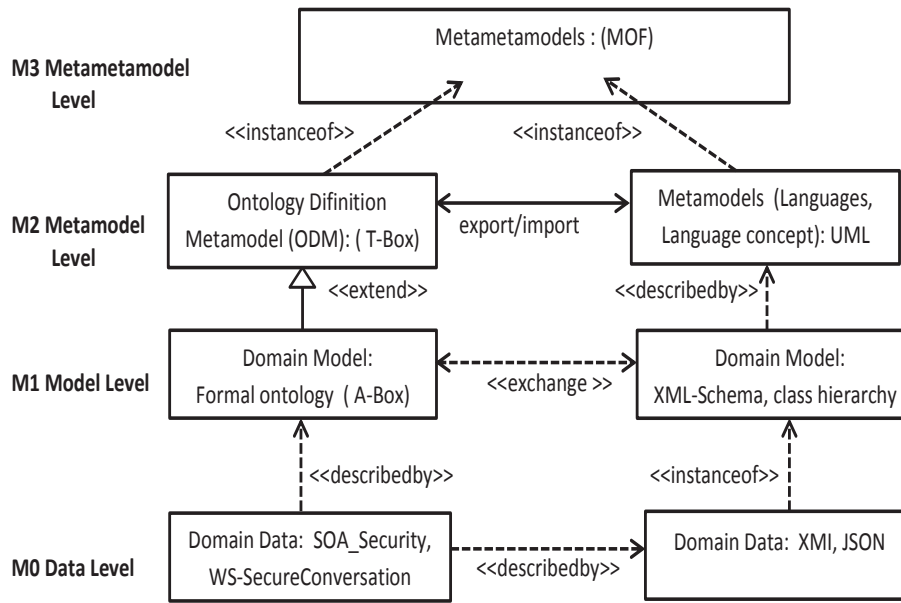 Metametamodels : (MOF)
M3 Metametamodel
Level
<<instanceof>>
<<instanceof>>
Ontology Difinition
Metamodel (ODM): ( T-Box)
export/import
Metamodels (Languages,
Language concept): UML
M2 Metamodel
Level
<<extend>>
<<describedby>>
M1 Model Level
Domain Model:
Formal ontology ( A-Box)
<<exchange >>
Domain Model:
XML-Schema, class hierarchy
<<describedby>>
<<instanceof>>
M0 Data Level
Domain Data: SOA_Security,
WS-SecureConversation
<<describedby>>
Domain Data: XMI, JSON